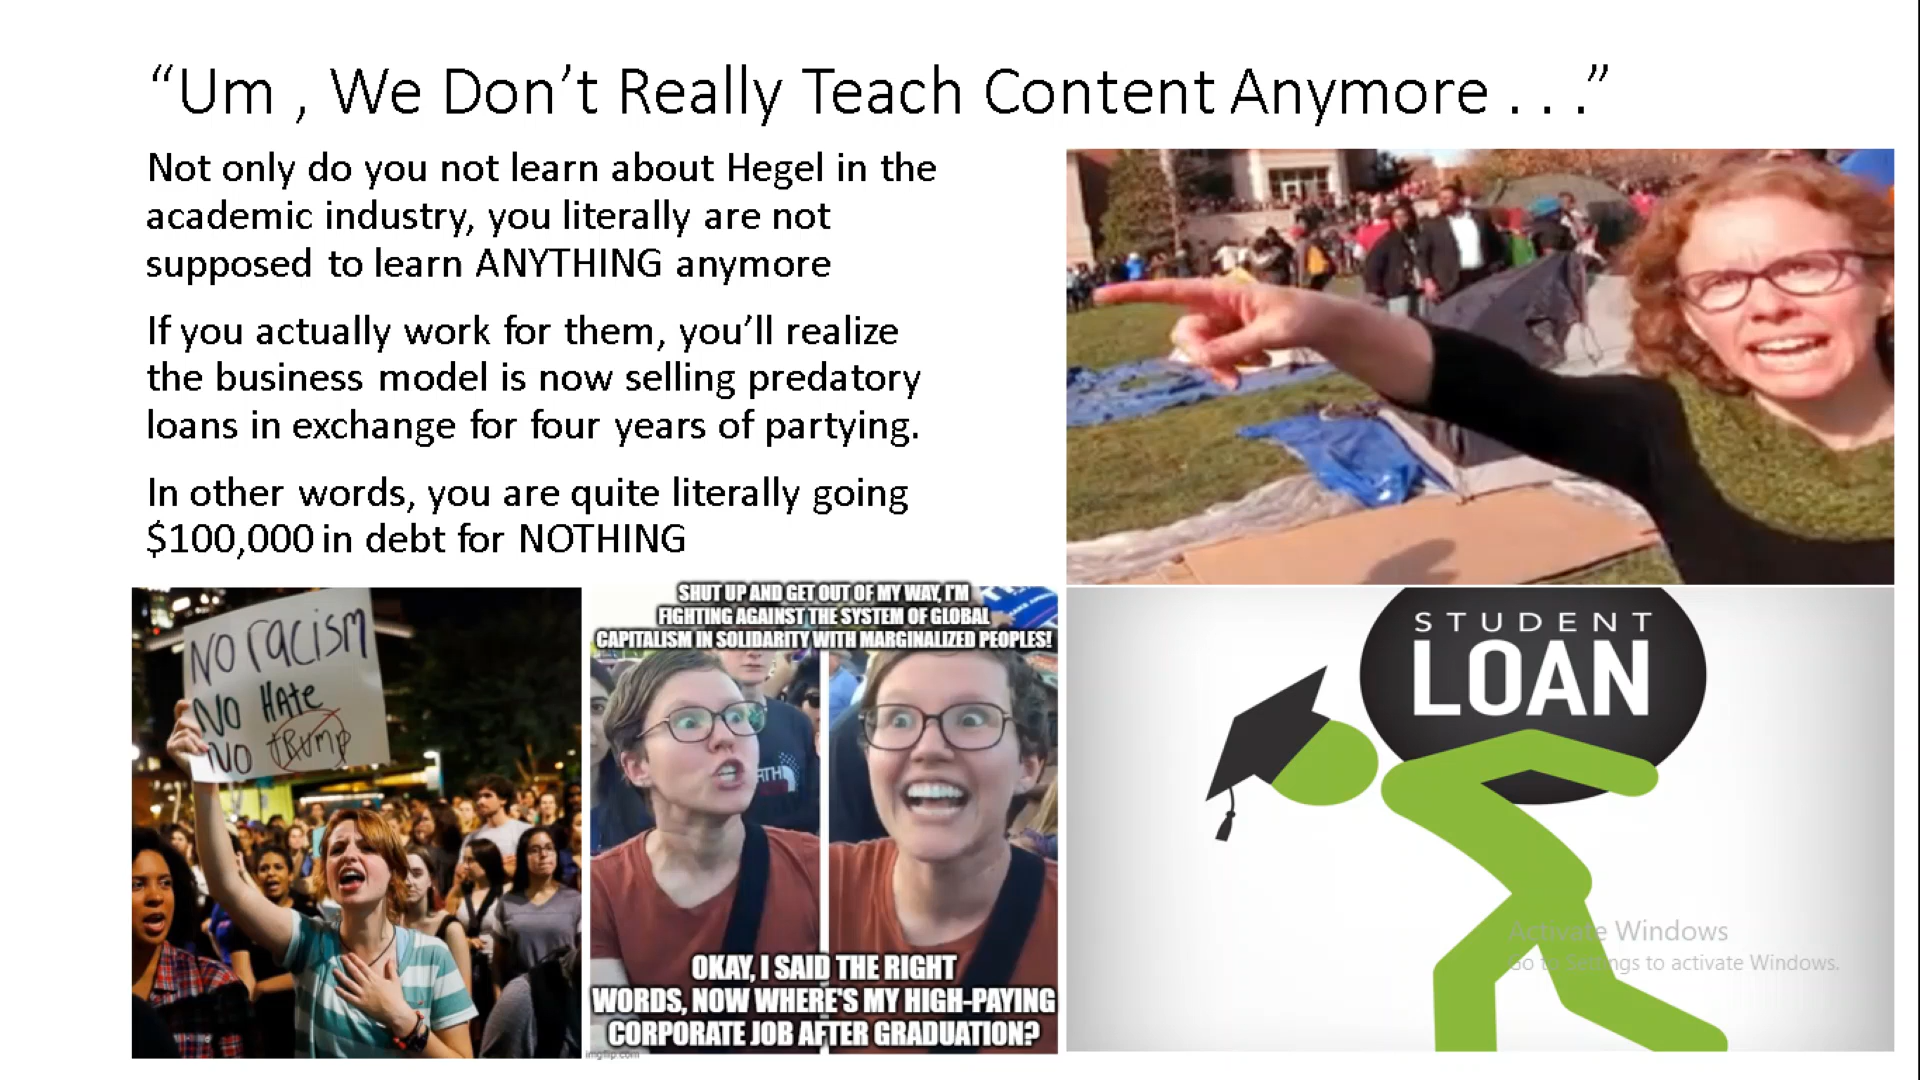 “Um , We Don’t Really Teach Content Anymore . . .”
Not only do you not learn about Hegel in the
academic industry, you literally are not
supposed to learn ANYTHING anymore
If you actually work for them, you’ll realize
the business model is now selling predatory
loans in exchange for four years of partying.
In other words, you are quite literally going
$100,000 in debt for NOTHING
NO racism
NO HAte
NO tRump
SHUT UP AND GET OUT OF MY WAY, I'M
FIGHTING AGAINST THE SYSTEM OF GLOBAL
CAPITALISM IN SOLIDARITY WITH MARGINALIZED PEOPLES!
OKAY, I SAID THE RIGHT
WORDS, NOW WHERE'S MY HIGH-PAYING
CORPORATE JOB AFTER GRADUATION?
imgflip.com
STUDENT
LOAN
Activate Windows
Go to Settings to activate Windows.